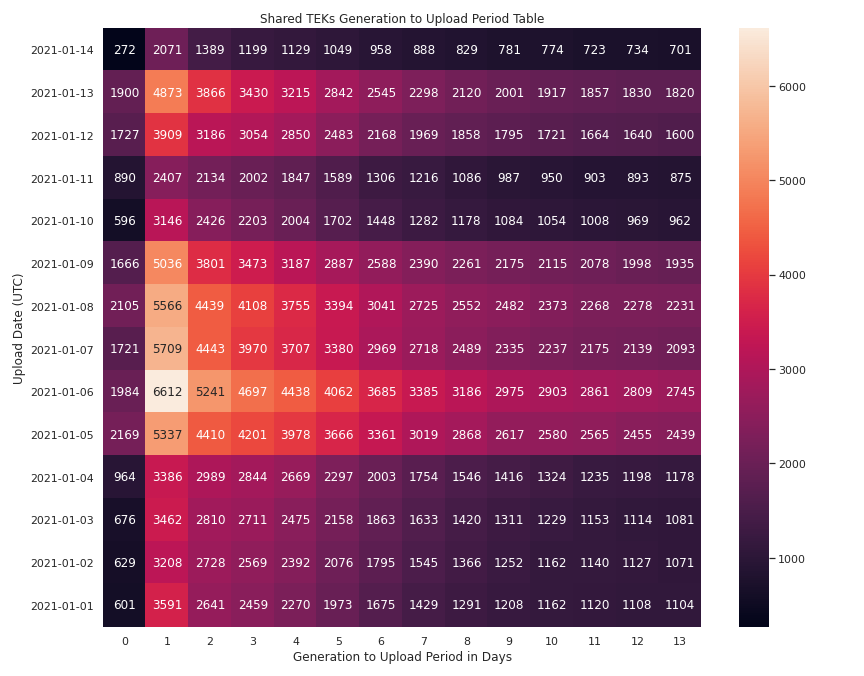 Shared TEKs Generation to Upload Period Table
Upload Date (UTC)
2021-01-14 272 2071 1389 1199 1129 1049 958 888 829 781 774 723 734 701
2021-01-13 1900 4873 3866 3430 3215 2842 2545 2298 2120 2001 1917 1857 1830 1820
2021-01-12 1727 3909 3186 3054 2850 2483 2168 1969 1858 1795 1721 1664 1640 1600
2021-01-11 890 2407 2134 2002 1847 1589 1306 1216 1086 987 950 903 893 875
2021-01-10 596 3146 2426 2203 2004 1702 1448 1282 1178 1084 1054 1008 969 962
2021-01-09 1666 5036 3801 3473 3187 2887 2588 2390 2261 2175 2115 2078 1998 1935
2021-01-08 2105 5566 4439 4108 3755 3394 3041 2725 2552 2482 2373 2268 2278 2231
2021-01-07 1721 5709 4443 3970 3707 3380 2969 2718 2489 2335 2237 2175 2139 2093
2021-01-06 1984 6612 5241 4697 4438 4062 3685 3385 3186 2975 2903 2861 2809 2745
2021-01-05 2169 5337 4410 4201 3978 3666 3361 3019 2868 2617 2580 2565 2455 2439
2021-01-04 964 3386 2989 2844 2669 2297 2003 1754 1546 1416 1324 1235 1198 1178
2021-01-03 676 3462 2810 2711 2475 2158 1863 1633 1420 1311 1229 1153 1114 1081
2021-01-02 629 3208 2728 2569 2392 2076 1795 1545 1366 1252 1162 1140 1127 1071
2021-01-01 601 3591 2641 2459 2270 1973 1675 1429 1291 1208 1162 1120 1108 1104
0 1 2 3 4 5 6 7 8 9 10 11 12 13
Generation to Upload Period in Days
6000
5000
4000
3000
2000
1000